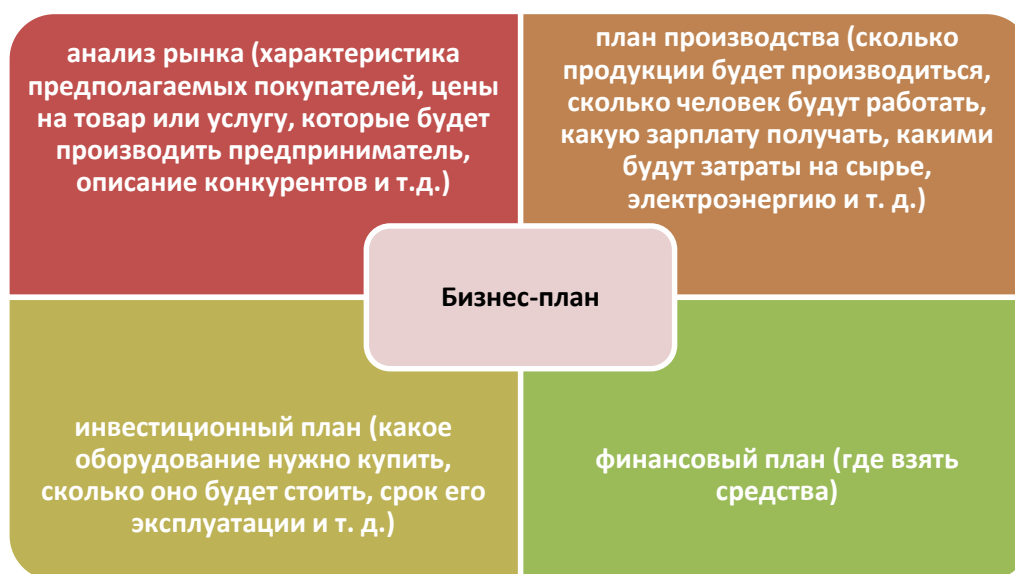 анализ рынка (характеристика
предполагаемых покупателей, цены
на товар или услугу, которые будет
производить предприниматель,
описание конкурентов и т.д.)
план производства (сколько
продукции будет производиться,
сколько человек будут работать,
какую зарплату получать, какими
будут затраты на сырье,
электроэнергию и т. д.)
Бизнес-план
инвестиционный план (какое
оборудование нужно купить,
сколько оно будет стоить, срок его
эксплуатации и т. д.)
финансовый план (где взять
средства)